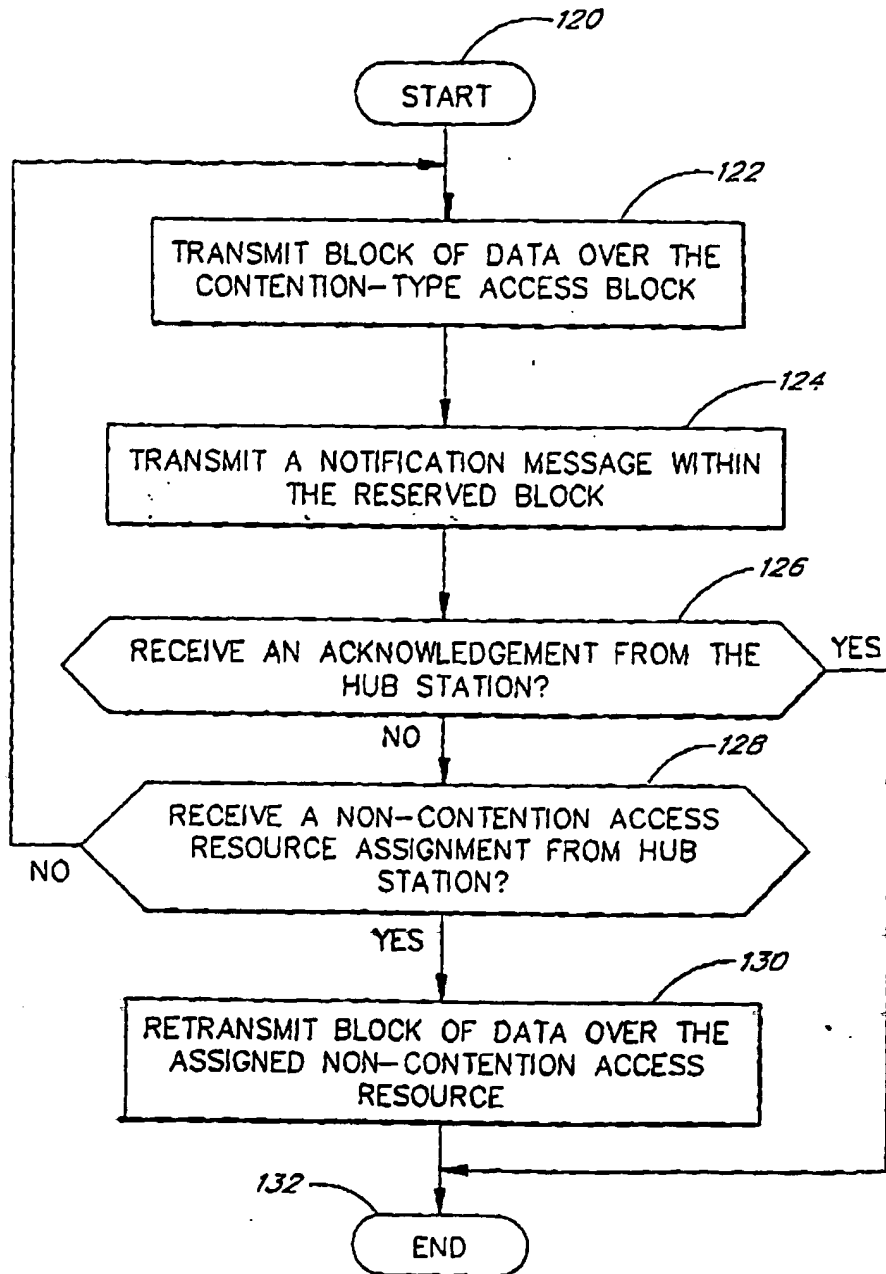 120
START
122
TRANSMIT BLOCK OF DATA OVER THE
CONTENTION-TYPE ACCESS BLOCK
124
TRANSMIT A NOTIFICATION MESSAGE WITHIN
THE RESERVED BLOCK
126
RECEIVE AN ACKNOWLEDGEMENT FROM THE
HUB STATION?
YES
NO
128
RECEIVE A NON-CONTENTION ACCESS
RESOURCE ASSIGNMENT FROM HUB
STATION?
NO
YES
130
RETRANSMIT BLOCK OF DATA OVER THE
ASSIGNED NON-CONTENTION ACCESS
RESOURCE
132
END